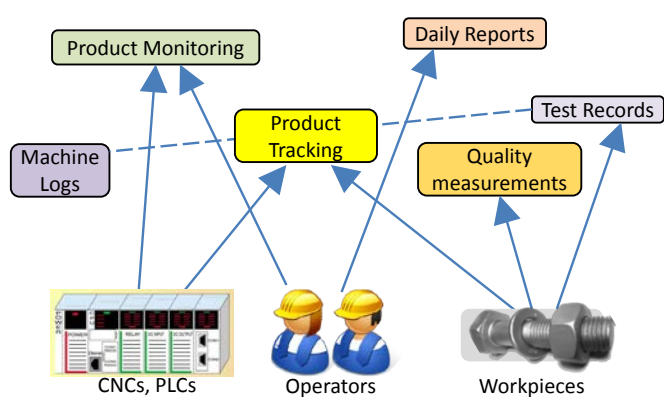 Product Monitoring
Daily Reports
Product
Tracking
Test Records
Machine
Logs
Quality
measurements
CNCs, PLCs
Operators
Workpieces